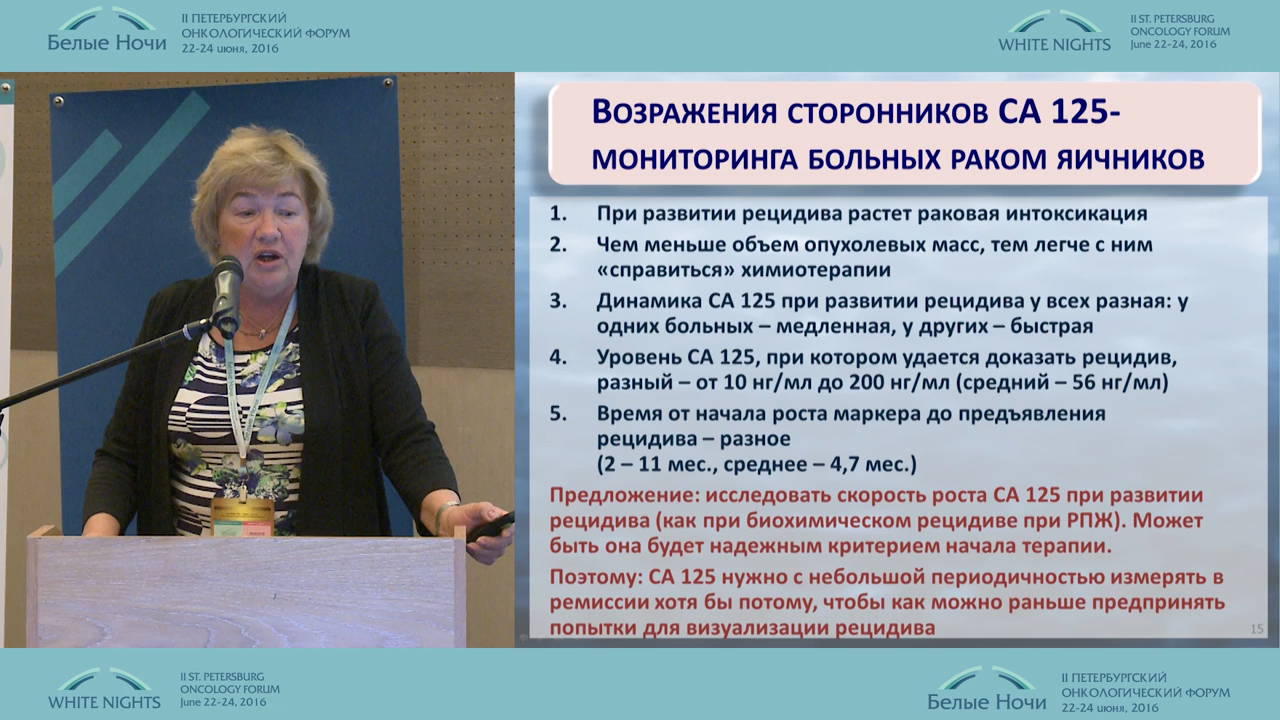 Белые Ночи
II ПЕТЕРБУРГСКИЙ
ОНКОЛОГИЧЕСКИЙ ФОРУМ
22-24 июня, 2016
WHITE NIGHTS
II ST. PETERSBURG
ONCOLOGY FORUM
June 22-24, 2016
ВОЗРАЖЕНИЯ СТОРОННИКОВ СА 125-
МОНИТОРИНГА БОЛЬНЫХ РАКОМ ЯИЧНИКОВ
1. При развитии рецидива растет раковая интоксикация
2. Чем меньше объем опухолевых масс, тем легче с ним
«справиться» химиотерапии
3. Динамика СА 125 при развитии рецидива у всех разная: у
одних больных – медленная, у других – быстрая
4. Уровень СА 125, при котором удается доказать рецидив,
разный – от 10 нг/мл до 200 нг/мл (средний – 56 нг/мл)
5. Время от начала роста маркера до предъявления
рецидива – разное
(2 – 11 мес., среднее – 4,7 мес.)
Предложение: исследовать скорость роста СА 125 при развитии
рецидива (как при биохимическом рецидиве при РПЖ). Может
быть она будет надежным критерием начала терапии.
Поэтому: СА 125 нужно с небольшой периодичностью измерять в
ремиссии хотя бы потому, чтобы как можно раньше предпринять
попытки для визуализации рецидива
15
WHITE NIGHTS
II ST. PETERSBURG
ONCOLOGY FORUM
June 22-24, 2016
Белые Ночи
II ПЕТЕРБУРГСКИЙ
ОНКОЛОГИЧЕСКИЙ ФОРУМ
22-24 июня, 2016